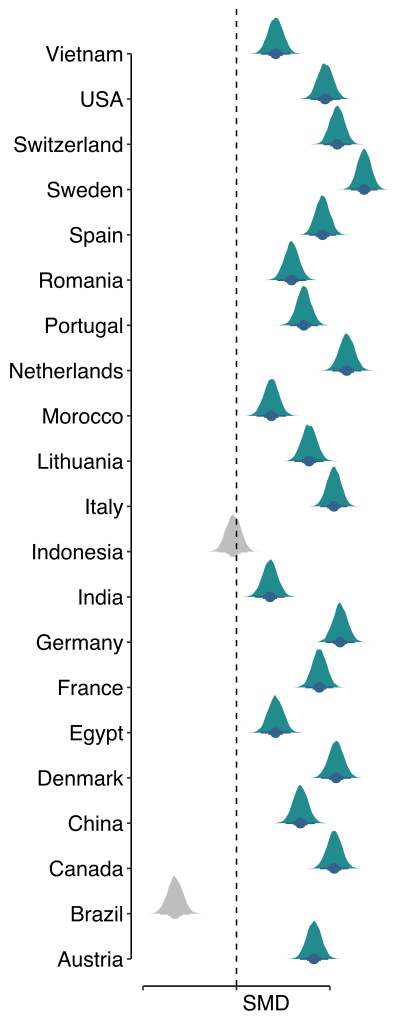 Vietnam
USA
Switzerland
Sweden
Spain
Romania
Portugal
Netherlands
Morocco
Lithuania
Italy
Indonesia
India
Germany
France
Egypt
Denmark
China
Canada
Brazil
Austria
SMD